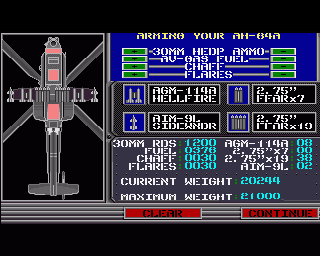 ARMING YOUR AH-64A
30MM HEDP AMMO
AV-GAS FUEL
CHAFF
FLARES
AGM-114A HELLFIRE
2.75" FFARx7
AIM-9L SIDWNDR
2.75" FFARx19
30MM RDS:1200 AGM-114A 08
FUEL:0376 2.75"x7 00
CHAFF:0030 2.75"x19 38
FLARES:0030 AIM-9L 02
CURRENT WEIGHT:20244
MAXIMUM WEIGHT:21000
CLEAR CONTINUE